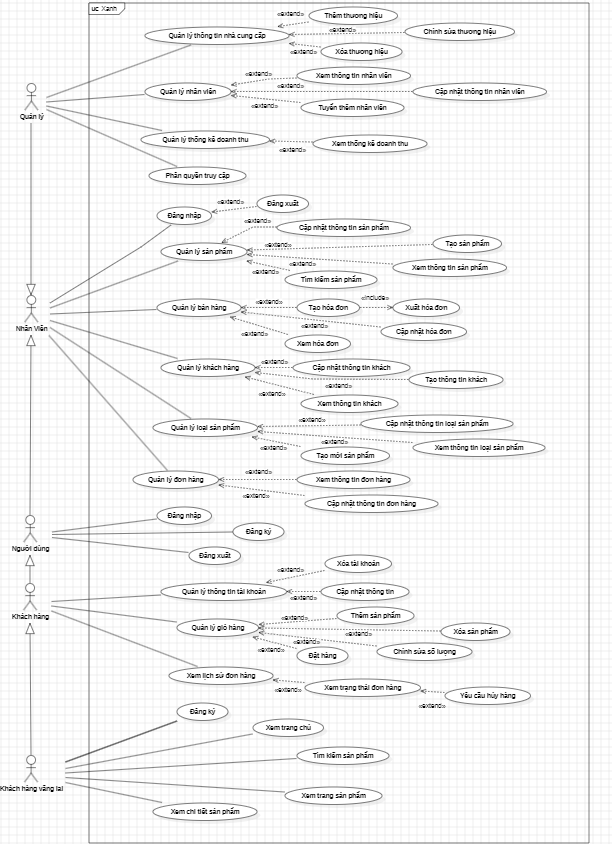 uc Xanh
Thêm thương hiệu
«extend»
Chỉnh sửa thương hiệu
«extend»
Quản lý thông tin nhà cung cấp
«extend»
Xóa thương hiệu
Xem thông tin nhân viên
«extend»
«extend»
Quản lý nhân viên
Cập nhật thông tin nhân viên
«extend»
Tuyển thêm nhân viên
Quản lý
Quản lý thống kê doanh thu
«extend»
Xem thống kê doanh thu
Phân quyền truy cập
«extend»
Đăng xuất
Đăng nhập
«extend»
Cập nhật thông tin sản phẩm
Quản lý sản phẩm
«extend»
Tạo sản phẩm
«extend»
Xem thông tin sản phẩm
«extend»
Tìm kiếm sản phẩm
Nhân Viên
«extend»
«include»
Quản lý bán hàng
Tạo hóa đơn
Xuất hóa đơn
«extend»
Cập nhật hóa đơn
«extend»
Xem hóa đơn
«extend»
Quản lý khách hàng
Cập nhật thông tin khách
«extend»
Tạo thông tin khách
«extend»
Xem thông tin khách
«extend»
Cập nhật thông tin loại sản phẩm
Quản lý loại sản phẩm
«extend»
Xem thông tin loại sản phẩm
«extend»
Tạo mới sản phẩm
«extend»
Quản lý đơn hàng
Xem thông tin đơn hàng
«extend»
Cập nhật thông tin đơn hàng
Đăng nhập
Đăng ký
Người dùng
Đăng xuất
Xóa tài khoản
«extend»
Quản lý thông tin tài khoản
Cập nhật thông tin
«extend»
Khách hàng
Thêm sản phẩm
«extend»
Quản lý giỏ hàng
Xóa sản phẩm
«extend»
«extend»
Chỉnh sửa số lượng
«extend»
Đặt hàng
Xem lịch sử đơn hàng
Xem trạng thái đơn hàng
«extend»
Yêu cầu hủy hàng
«extend»
Đăng ký
Xem trang chủ
Tìm kiếm sản phẩm
Khách hàng vãng lai
Xem trang sản phẩm
Xem chi tiết sản phẩm